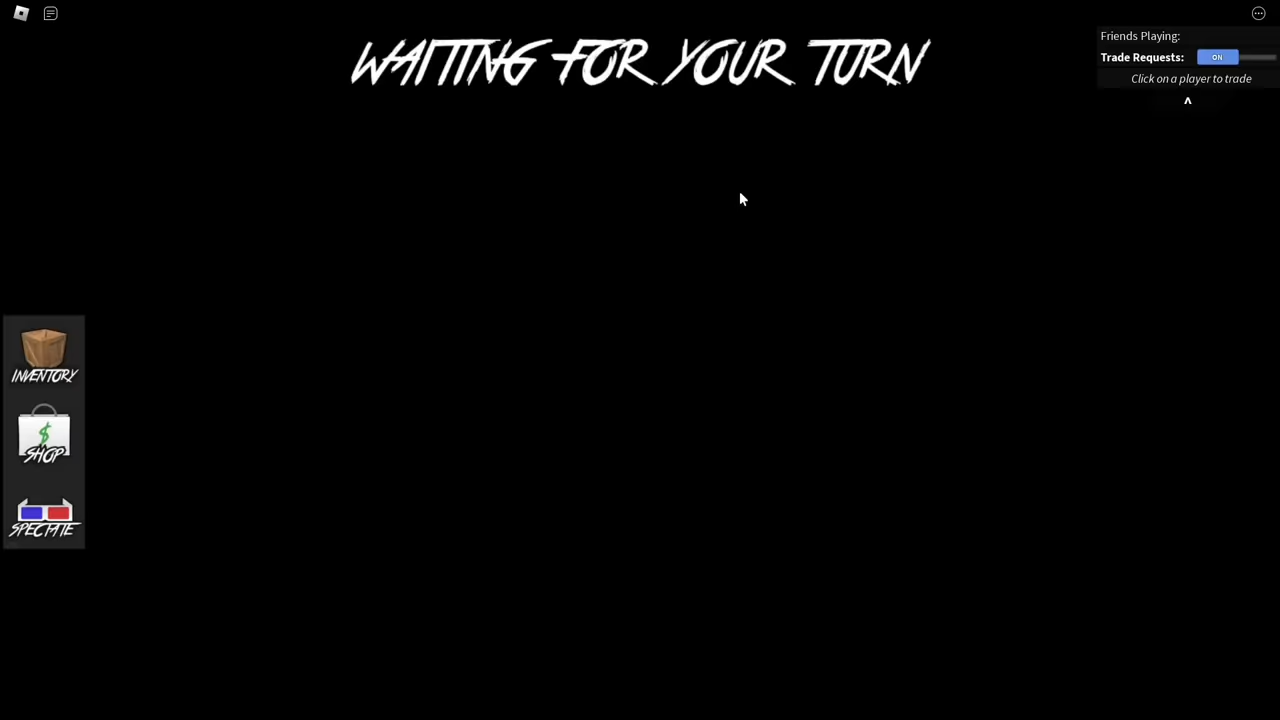 WAITING FOR YOUR TURN
Friends Playing:
Trade Requests: ON
Click on a player to trade
^
INVENTORY
$
SHOP
SPECTATE